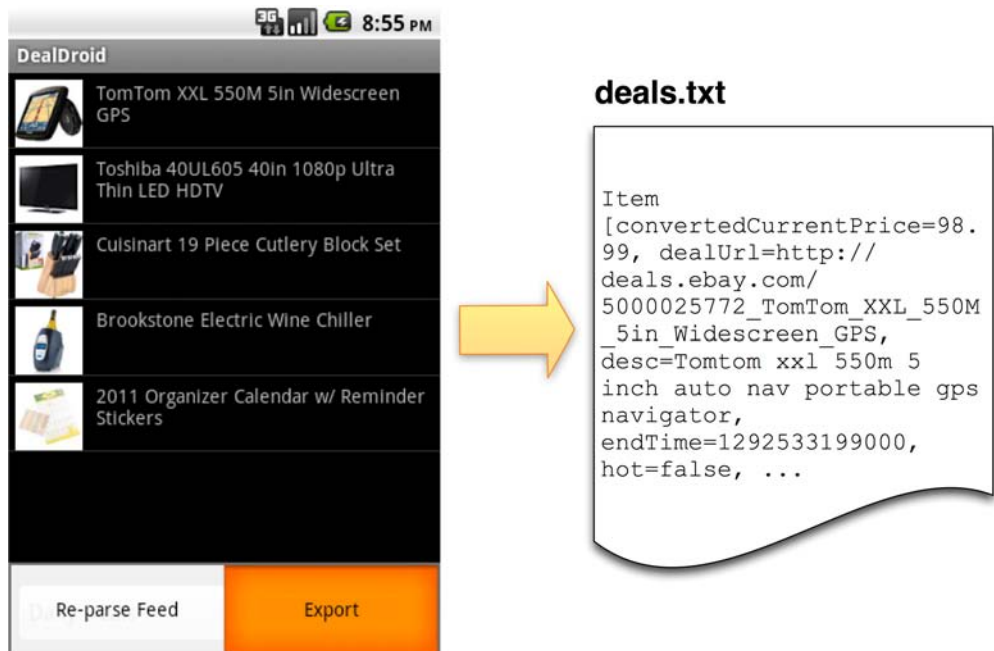 3G 8:55 PM
DealDroid
TomTom XXL 550M 5in Widescreen
GPS
Toshiba 40UL605 40in 1080p Ultra
Thin LED HDTV
Cuisinart 19 Piece Cutlery Block Set
Brookstone Electric Wine Chiller
2011 Organizer Calendar w/ Reminder
Stickers
Re-parse Feed
Export
deals.txt
Item
[convertedCurrentPrice=98.
99, dealUrl=http://
deals.ebay.com/
5000025772_TomTom_XXL_550M
_5in_Widescreen_GPS,
desc=Tomtom xxl 550m 5
inch auto nav portable gps
navigator,
endTime=1292533199000,
hot=false, ...